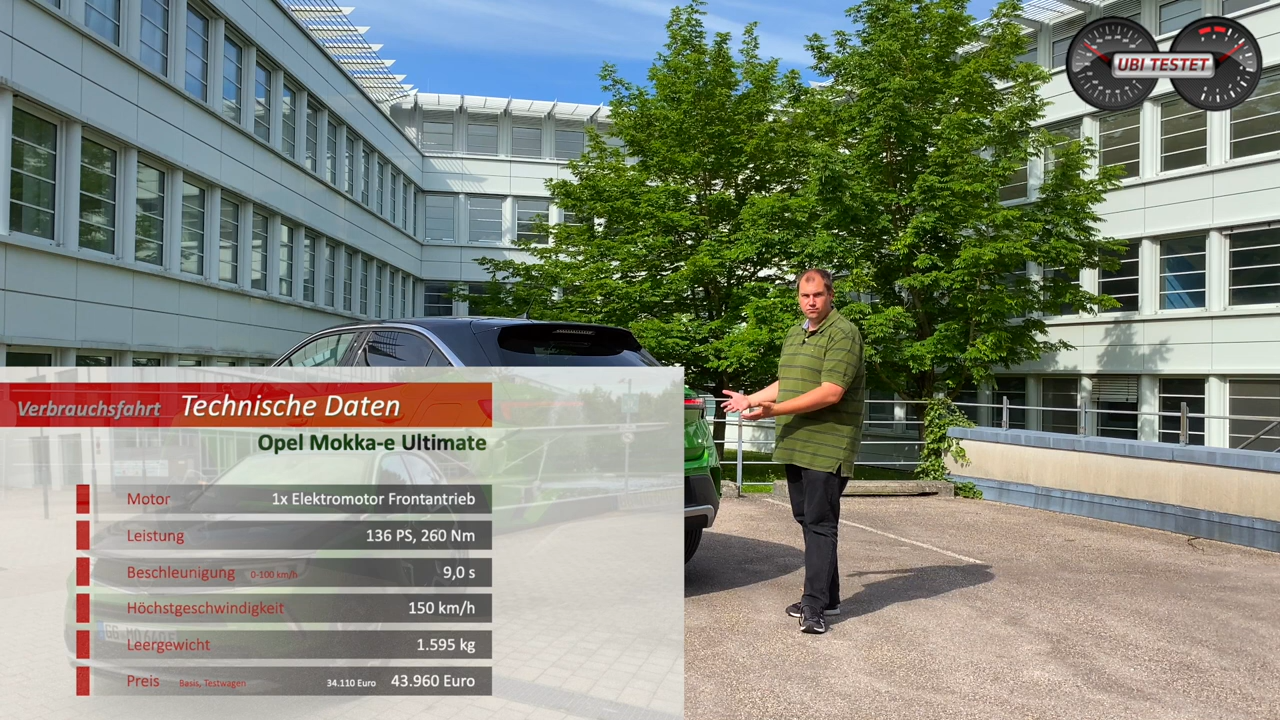 UBI TESTET
Verbrauchsfahrt Technische Daten
Opel Mokka-e Ultimate
Motor 1x Elektromotor Frontantrieb
Leistung 136 PS, 260 Nm
Beschleunigung 0-100 km/h 9,0 s
Höchstgeschwindigkeit 150 km/h
Leergewicht 1.595 kg
Preis Basis, Testwagen 34.110 Euro 43.960 Euro